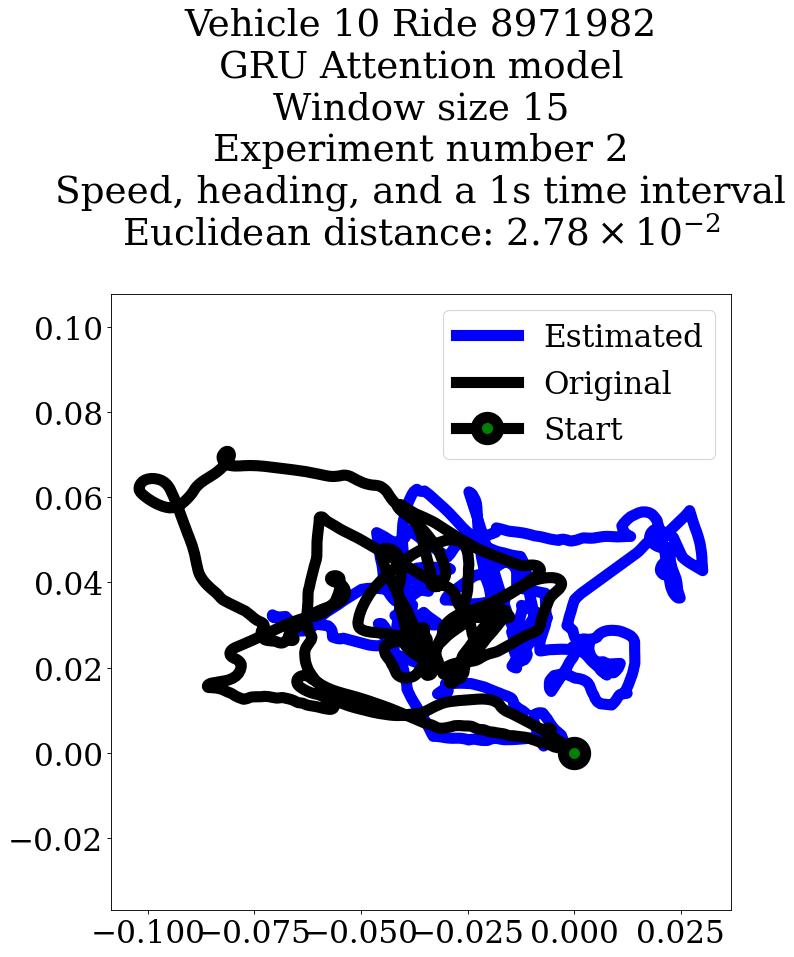 Vehicle 10 Ride 8971982
GRU Attention model
Window size 15
Experiment number 2
Speed, heading, and a 1s time interval
Euclidean distance: 2.78 × 10⁻²
Estimated
Original
Start
0.10
0.08
0.06
0.04
0.02
0.00
−0.02
−0.100 −0.075 −0.050 −0.025 0.000 0.025